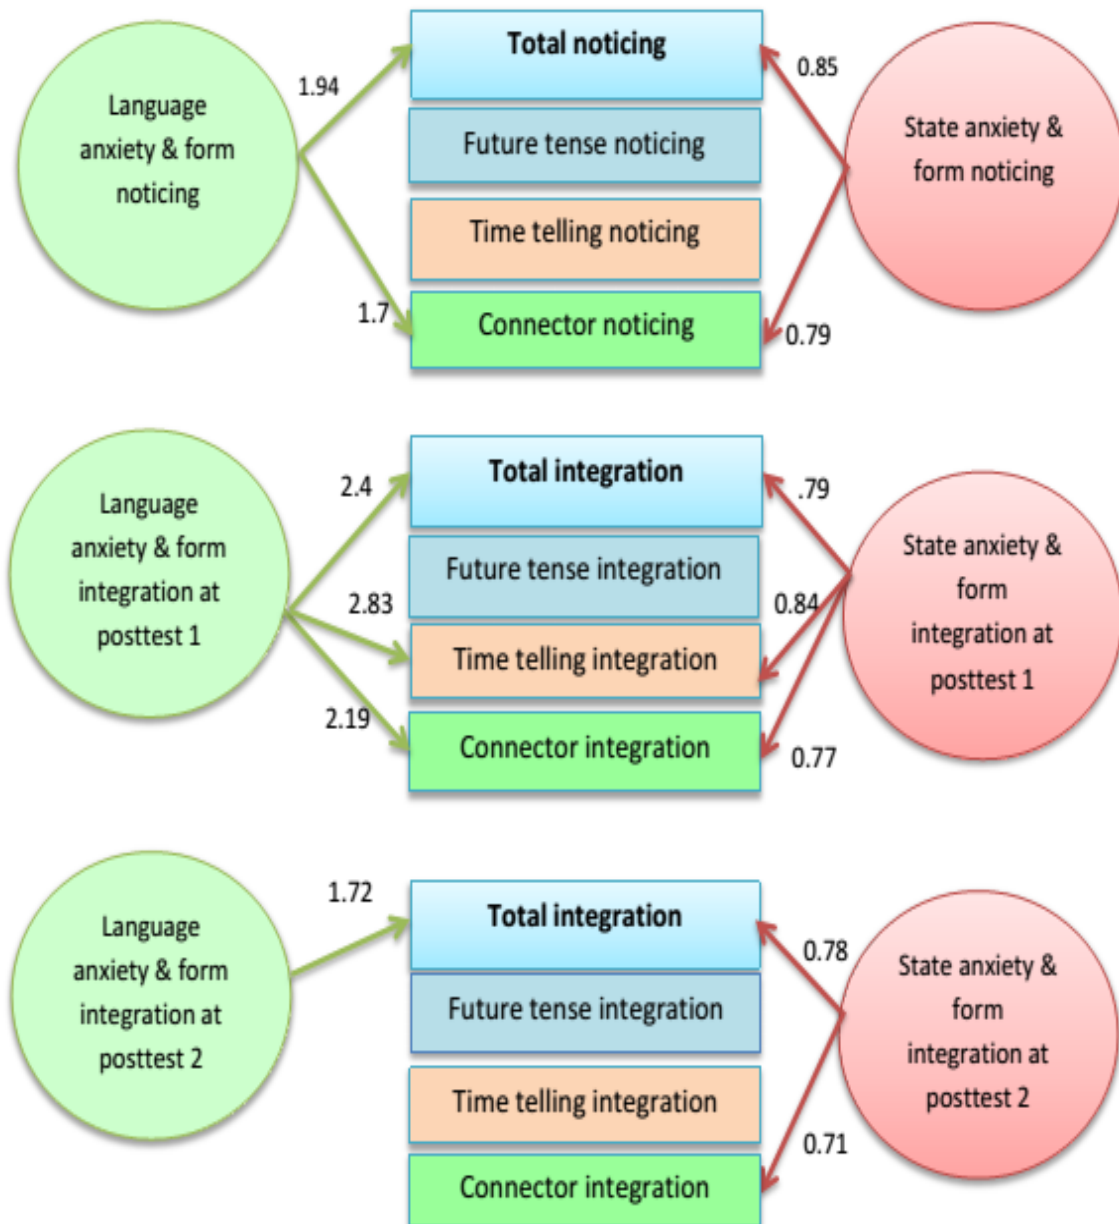 Language
anxiety & form
noticing
1.94
1.7
Total noticing
Future tense noticing
Time telling noticing
Connector noticing
0.85
0.79
State anxiety &
form noticing
Language
anxiety & form
integration at
posttest 1
2.4
2.83
2.19
Total integration
Future tense integration
Time telling integration
Connector integration
.79
0.84
0.77
State anxiety &
form
integration at
posttest 1
Language
anxiety & form
integration at
posttest 2
1.72
Total integration
Future tense integration
Time telling integration
Connector integration
0.78
0.71
State anxiety &
form
integration at
posttest 2